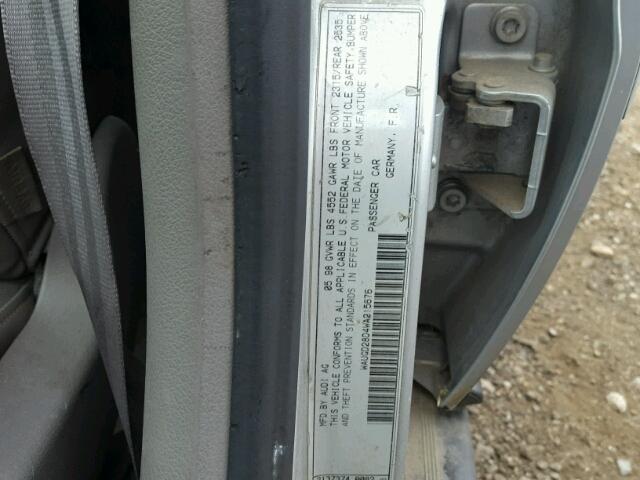 MFD BY AUDI AG
05 98 GVWR LBS 4552 GAWR LBS FRONT 2315/REAR 2535
THIS VEHICLE CONFORMS TO ALL APPLICABLE U.S FEDERAL MOTOR VEHICLE SAFETY, BUMPER
AND THEFT PREVENTION STANDARDS IN EFFECT ON THE DATE OF MANUFACTURE SHOWN ABOVE
PASSENGER CAR
GERMANY, F.R.
WAUGD28D4WA215676